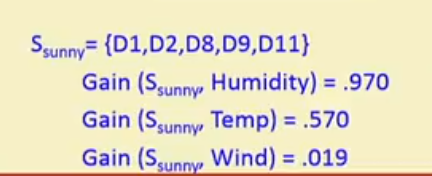 Ssunny= {D1,D2,D8,D9,D11}
Gain (Ssunny, Humidity) = .970
Gain (Ssunny, Temp) = .570
Gain (Ssunny, Wind) = .019